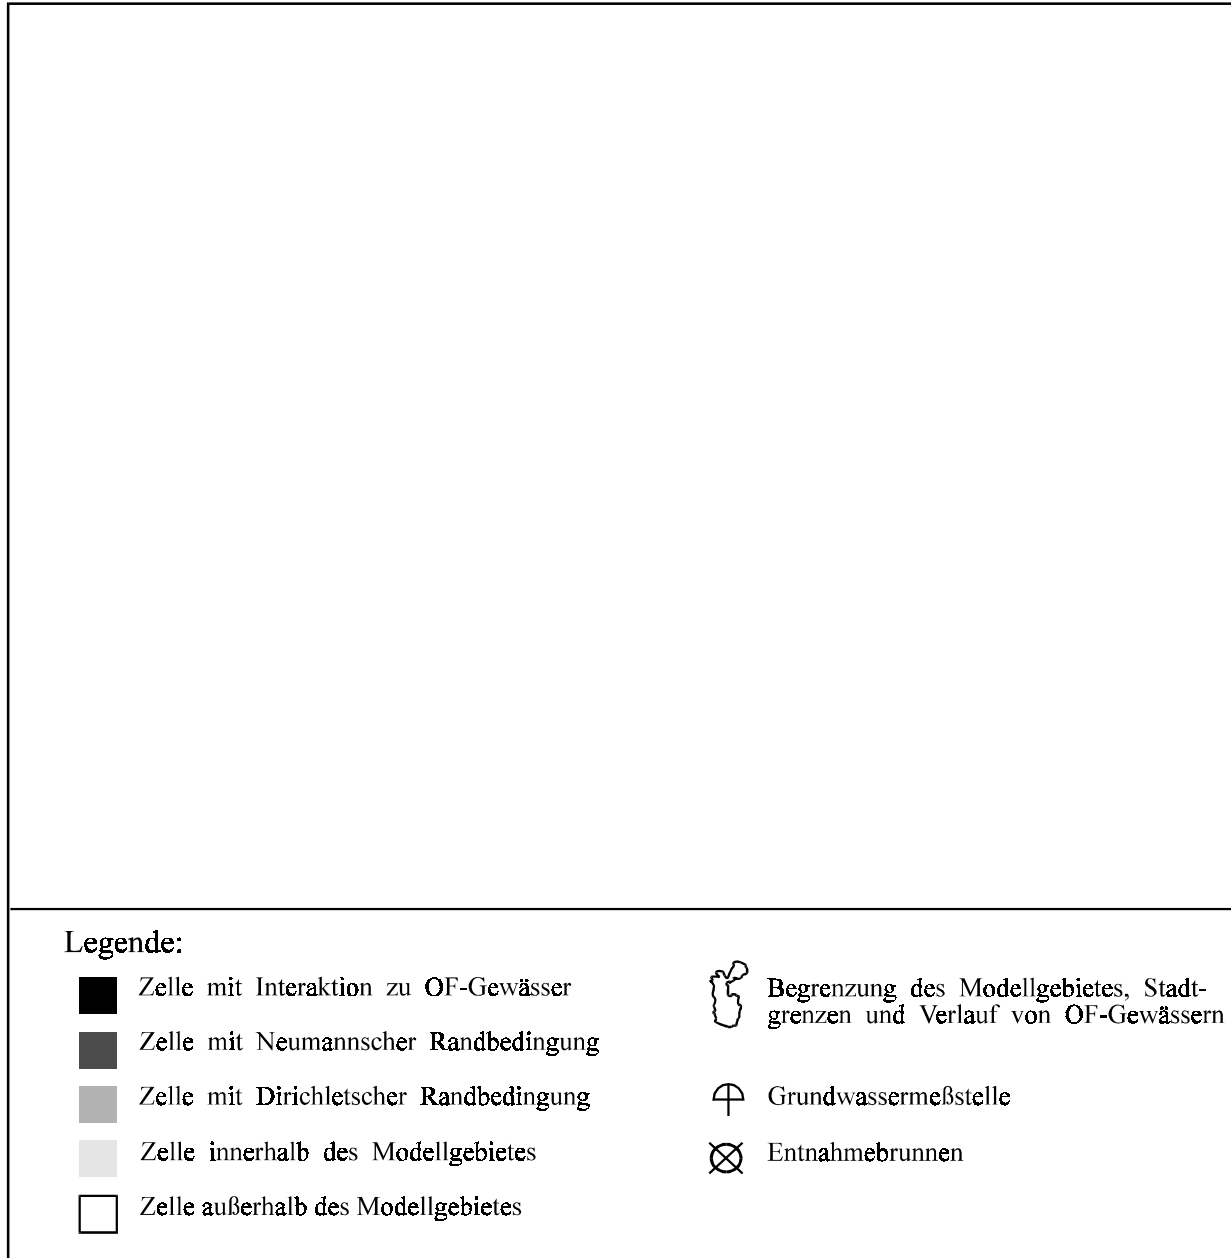 Legende:
Zelle mit Interaktion zu OF-Gewässer
Zelle mit Neumannscher Randbedingung
Zelle mit Dirichletscher Randbedingung
Zelle innerhalb des Modellgebietes
Zelle außerhalb des Modellgebietes
Begrenzung des Modellgebietes, Stadt-
grenzen und Verlauf von OF-Gewässern
Grundwassermeßstelle
Entnahmebrunnen